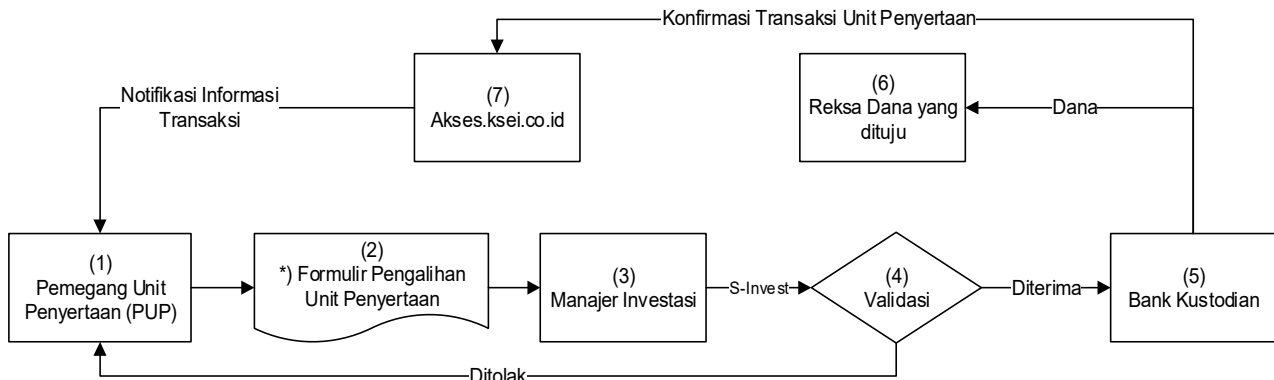 Konfirmasi Transaksi Unit Penyertaan
(7)
Akses.ksei.co.id
(6)
Reksa Dana yang
dituju
Notifikasi Informasi
Transaksi
Dana
(1)
Pemegang Unit
Penyertaan (PUP)
(2)
*) Formulir Pengalihan
Unit Penyertaan
(3)
Manajer Investasi
S-Invest
(4)
Validasi
Diterima
(5)
Bank Kustodian
Ditolak